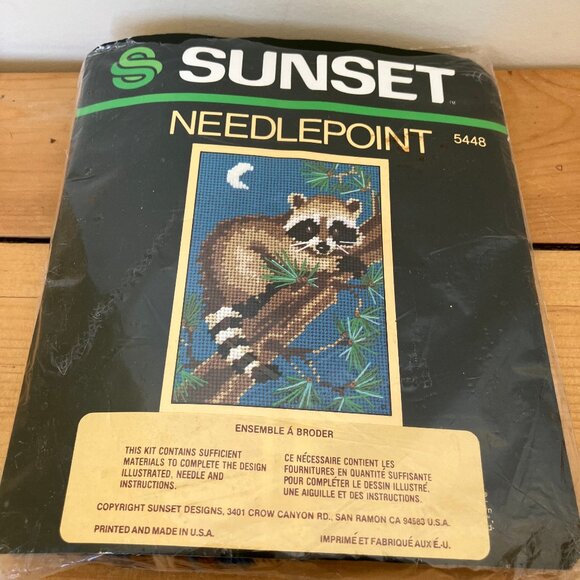 SUNSET
TM
NEEDLEPOINT 5448
ENSEMBLE Á BRODER
THIS KIT CONTAINS SUFFICIENT
MATERIALS TO COMPLETE THE DESIGN
ILLUSTRATED, NEEDLE AND
INSTRUCTIONS.
CE NÉCESSAIRE CONTIENT LES
FOURNITURES EN QUANTITÉ SUFFISANTE
POUR COMPLÉTER LE DESSIN ILLUSTRÉ,
UNE AIGUILLE ET DES INSTRUCTIONS.
COPYRIGHT SUNSET DESIGNS, 3401 CROW CANYON RD., SAN RAMON CA 94583 U.S.A.
PRINTED AND MADE IN U.S.A.
IMPRIMÉ ET FABRIQUÉ AUX É.-U.